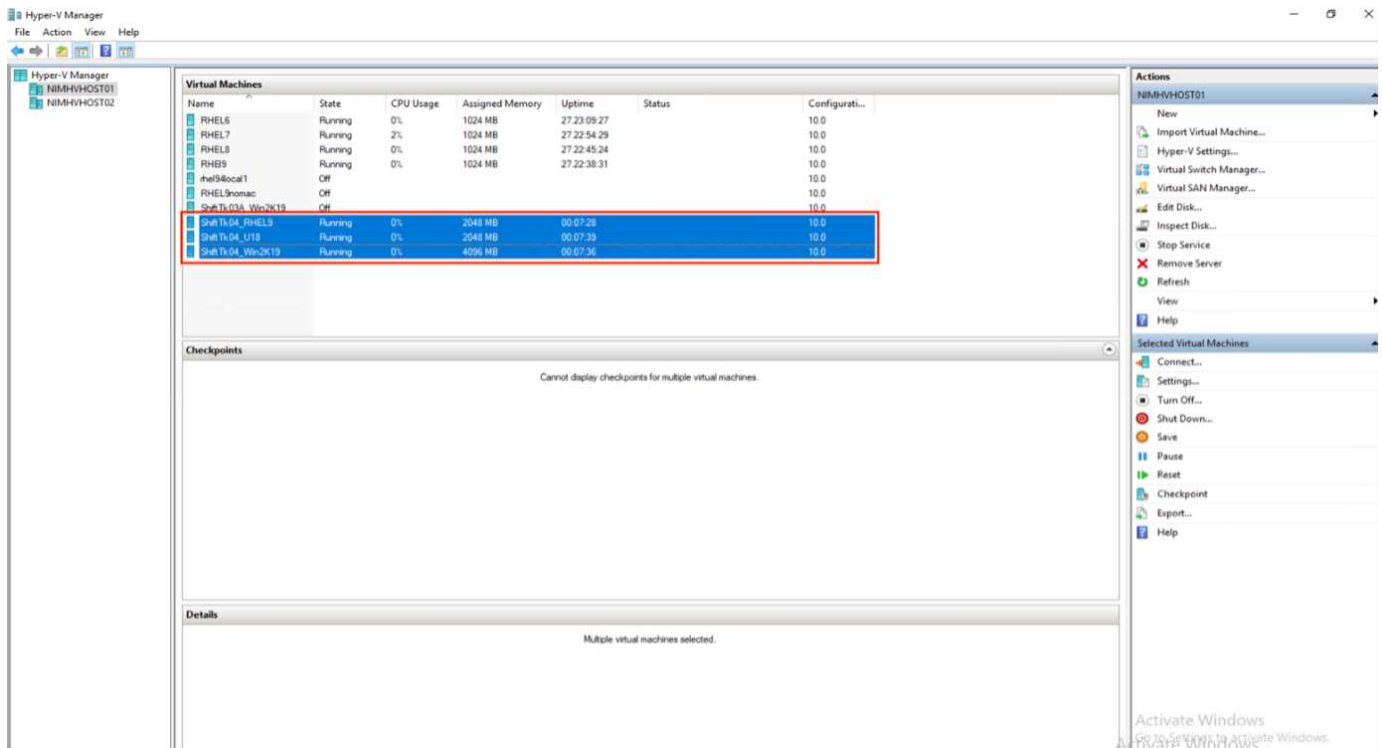 Hyper-V Manager
File Action View Help
Hyper-V Manager
NIMHVHOST01
NIMHVHOST02
Virtual Machines
Name State CPU Usage Assigned Memory Uptime Status Configurati...
RHEL6 Running 0% 1024 MB 27.23:09:27 10.0
RHEL7 Running 2% 1024 MB 27.22:54:29 10.0
RHEL8 Running 0% 1024 MB 27.22:45:24 10.0
RHEl9 Running 0% 1024 MB 27.22:38:31 10.0
rhel94local1 Off 10.0
RHEL9nomac Off 10.0
ShiftTk03A_Win2K19 Off 10.0
ShiftTk04_RHEL9 Running 0% 2048 MB 00:07:28 10.0
ShiftTk04_U18 Running 0% 2048 MB 00:07:39 10.0
ShiftTk04_Win2K19 Running 0% 4096 MB 00:07:36 10.0
Checkpoints
Cannot display checkpoints for multiple virtual machines.
Details
Multiple virtual machines selected.
Actions
NIMHVHOST01
New
Import Virtual Machine...
Hyper-V Settings...
Virtual Switch Manager...
Virtual SAN Manager...
Edit Disk...
Inspect Disk...
Stop Service
Remove Server
Refresh
View
Help
Selected Virtual Machines
Connect...
Settings...
Turn Off...
Shut Down...
Save
Pause
Reset
Checkpoint
Export...
Help
Activate Windows
Go to Settings to activate Windows.
Activate Windows